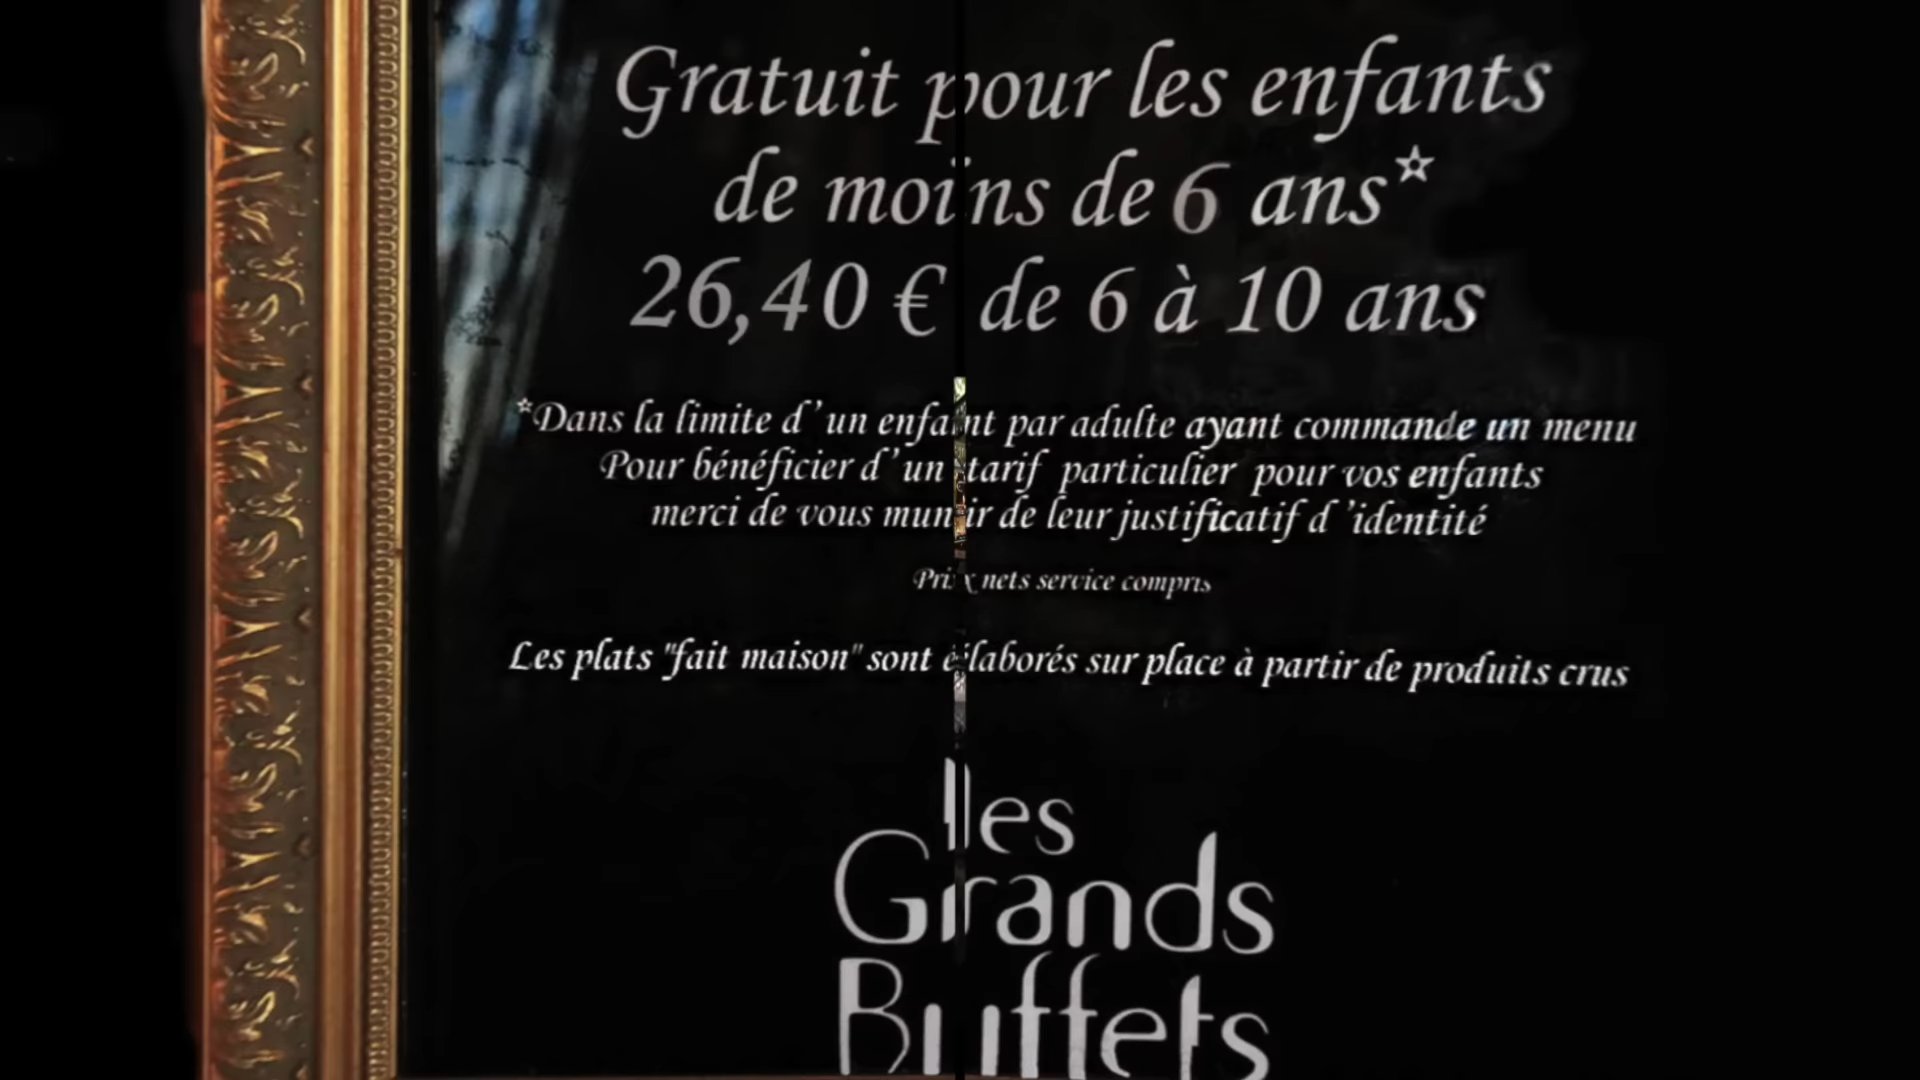 Gratuit pour les enfants
de moins de 6 ans*
26,40 € de 6 à 10 ans
*Dans la limite d'un enfant par adulte ayant commande un menu
Pour bénéficier d'un tarif particulier pour vos enfants
merci de vous munir de leur justificatif d'identité
Prix nets service compris
Les plats "fait maison" sont élaborés sur place à partir de produits crus
les
Grands
Buffets